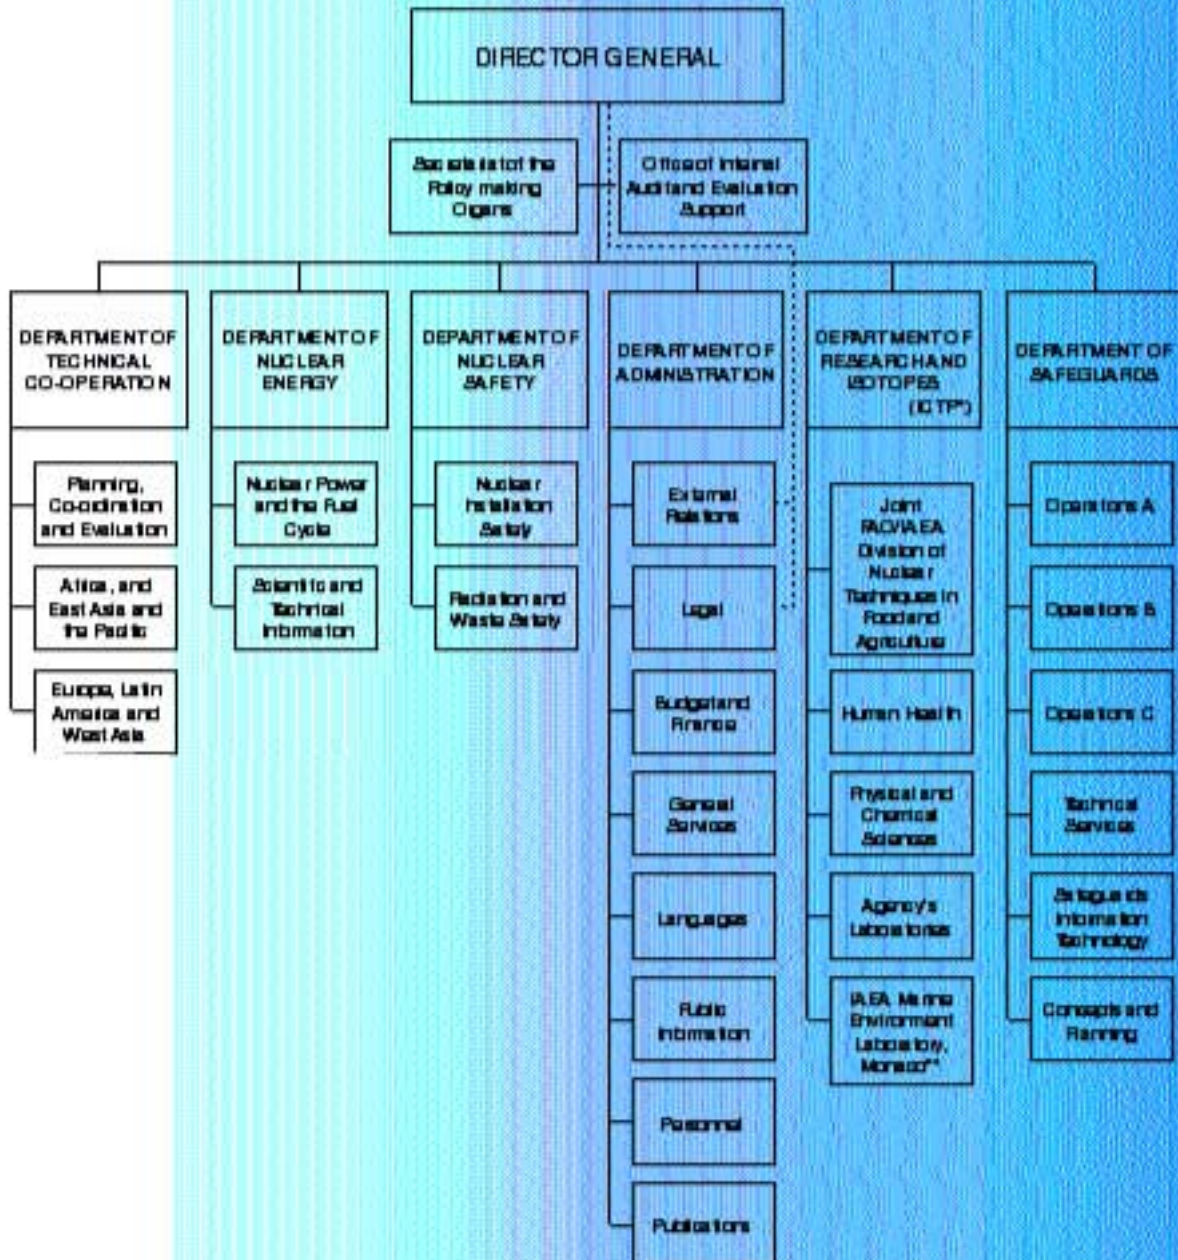 DIRECTOR GENERAL
Secretariat of the
Policy making
Organs
Office of Internal
Audit and Evaluation
Support
DEPARTMENT OF
TECHNICAL
CO-OPERATION
DEPARTMENT OF
NUCLEAR
ENERGY
DEPARTMENT OF
NUCLEAR
SAFETY
DEPARTMENT OF
ADMINISTRATION
DEPARTMENT OF
RESEARCH AND
ISOTOPES
(ICTP*)
DEPARTMENT OF
SAFEGUARDS
Planning,
Co-ordination
and Evaluation
Africa, and
East Asia and
the Pacific
Europe, Latin
America and
West Asia
Nuclear Power
and the Fuel
Cycle
Scientific and
Technical
Information
Nuclear
Installation
Safety
Radiation and
Waste Safety
External
Relations
Legal
Budget and
Finance
General
Services
Languages
Public
Information
Personnel
Publications
Joint
FAO/IAEA
Division of
Nuclear
Techniques in
Food and
Agriculture
Human Health
Physical and
Chemical
Sciences
Agency's
Laboratories
IAEA Marine
Environment
Laboratory,
Monaco**
Operations A
Operations B
Operations C
Technical
Services
Safeguards
Information
Technology
Concepts and
Planning